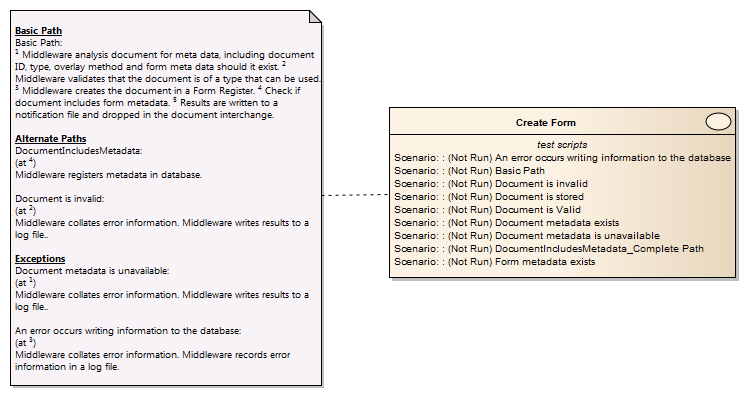 Basic Path
Basic Path:
¹ Middleware analysis document for meta data, including document
ID, type, overlay method and form meta data should it exist. ²
Middleware validates that the document is of a type that can be used.
³ Middleware creates the document in a Form Register. ⁴ Check if
document includes form metadata. ⁵ Results are written to a
notification file and dropped in the document interchange.
Alternate Paths
DocumentIncludesMetadata:
(at ⁴)
Middleware registers metadata in database.
Document is invalid:
(at ²)
Middleware collates error information. Middleware writes results to a
log file..
Exceptions
Document metadata is unavailable:
(at ¹)
Middleware collates error information. Middleware writes results to a
log file..
An error occurs writing information to the database:
(at ³)
Middleware collates error information. Middleware records error
information in a log file.
Create Form
test scripts
Scenario: : (Not Run) An error occurs writing information to the database
Scenario: : (Not Run) Basic Path
Scenario: : (Not Run) Document is invalid
Scenario: : (Not Run) Document is stored
Scenario: : (Not Run) Document is Valid
Scenario: : (Not Run) Document metadata exists
Scenario: : (Not Run) Document metadata is unavailable
Scenario: : (Not Run) DocumentIncludesMetadata_Complete Path
Scenario: : (Not Run) Form metadata exists